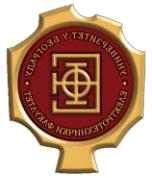 УНИВЕРЗИТЕТ У БЕОГРАДУ
ЕЛЕКТРОТЕХНИЧКИ ФАКУЛТЕТ